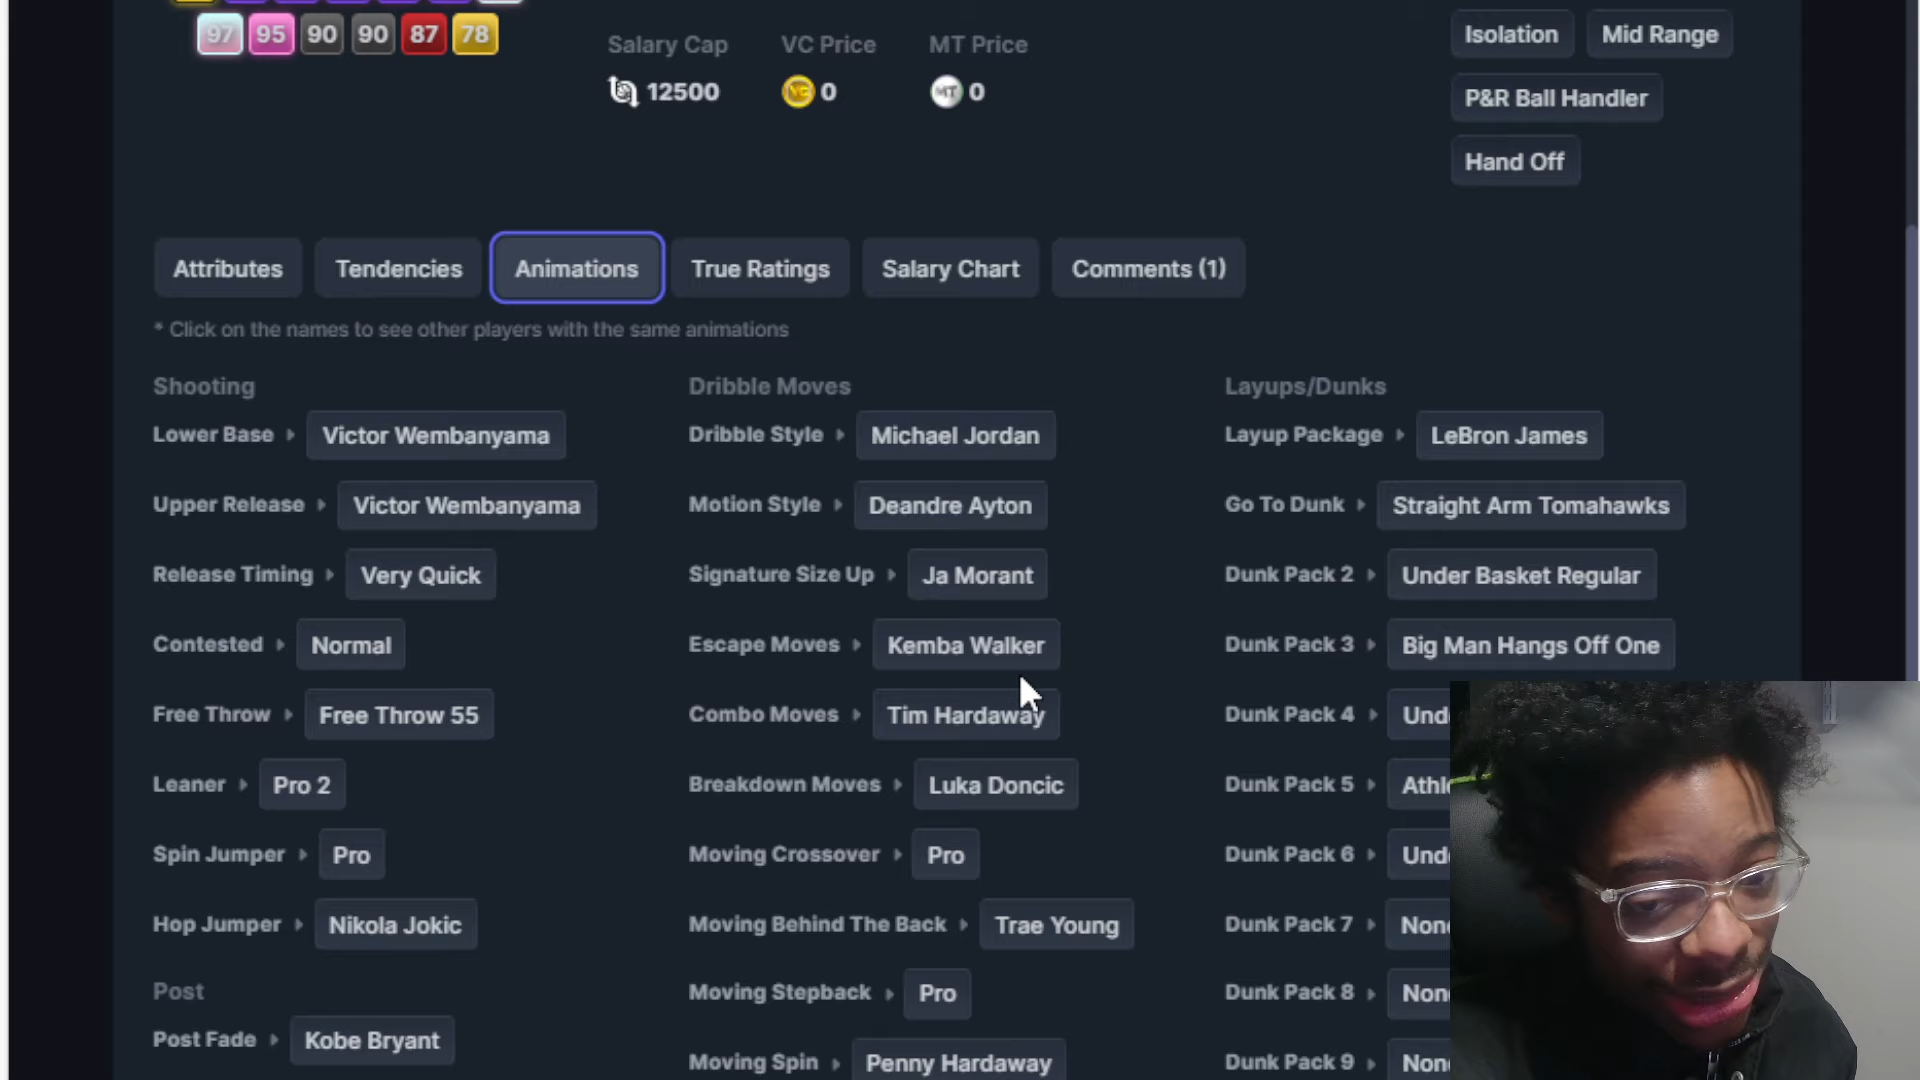 97 95 90 90 87 78
Salary Cap VC Price MT Price
12500 VC 0 MT 0
Isolation Mid Range
P&R Ball Handler
Hand Off
Attributes Tendencies Animations True Ratings Salary Chart Comments (1)
* Click on the names to see other players with the same animations
Shooting
Lower Base Victor Wembanyama
Upper Release Victor Wembanyama
Release Timing Very Quick
Contested Normal
Free Throw Free Throw 55
Leaner Pro 2
Spin Jumper Pro
Hop Jumper Nikola Jokic
Post
Post Fade Kobe Bryant
Dribble Moves
Dribble Style Michael Jordan
Motion Style Deandre Ayton
Signature Size Up Ja Morant
Escape Moves Kemba Walker
Combo Moves Tim Hardaway
Breakdown Moves Luka Doncic
Moving Crossover Pro
Moving Behind The Back Trae Young
Moving Stepback Pro
Moving Spin Penny Hardaway
Layups/Dunks
Layup Package LeBron James
Go To Dunk Straight Arm Tomahawks
Dunk Pack 2 Under Basket Regular
Dunk Pack 3 Big Man Hangs Off One
Dunk Pack 4
Dunk Pack 5
Dunk Pack 6
Dunk Pack 7
Dunk Pack 8
Dunk Pack 9